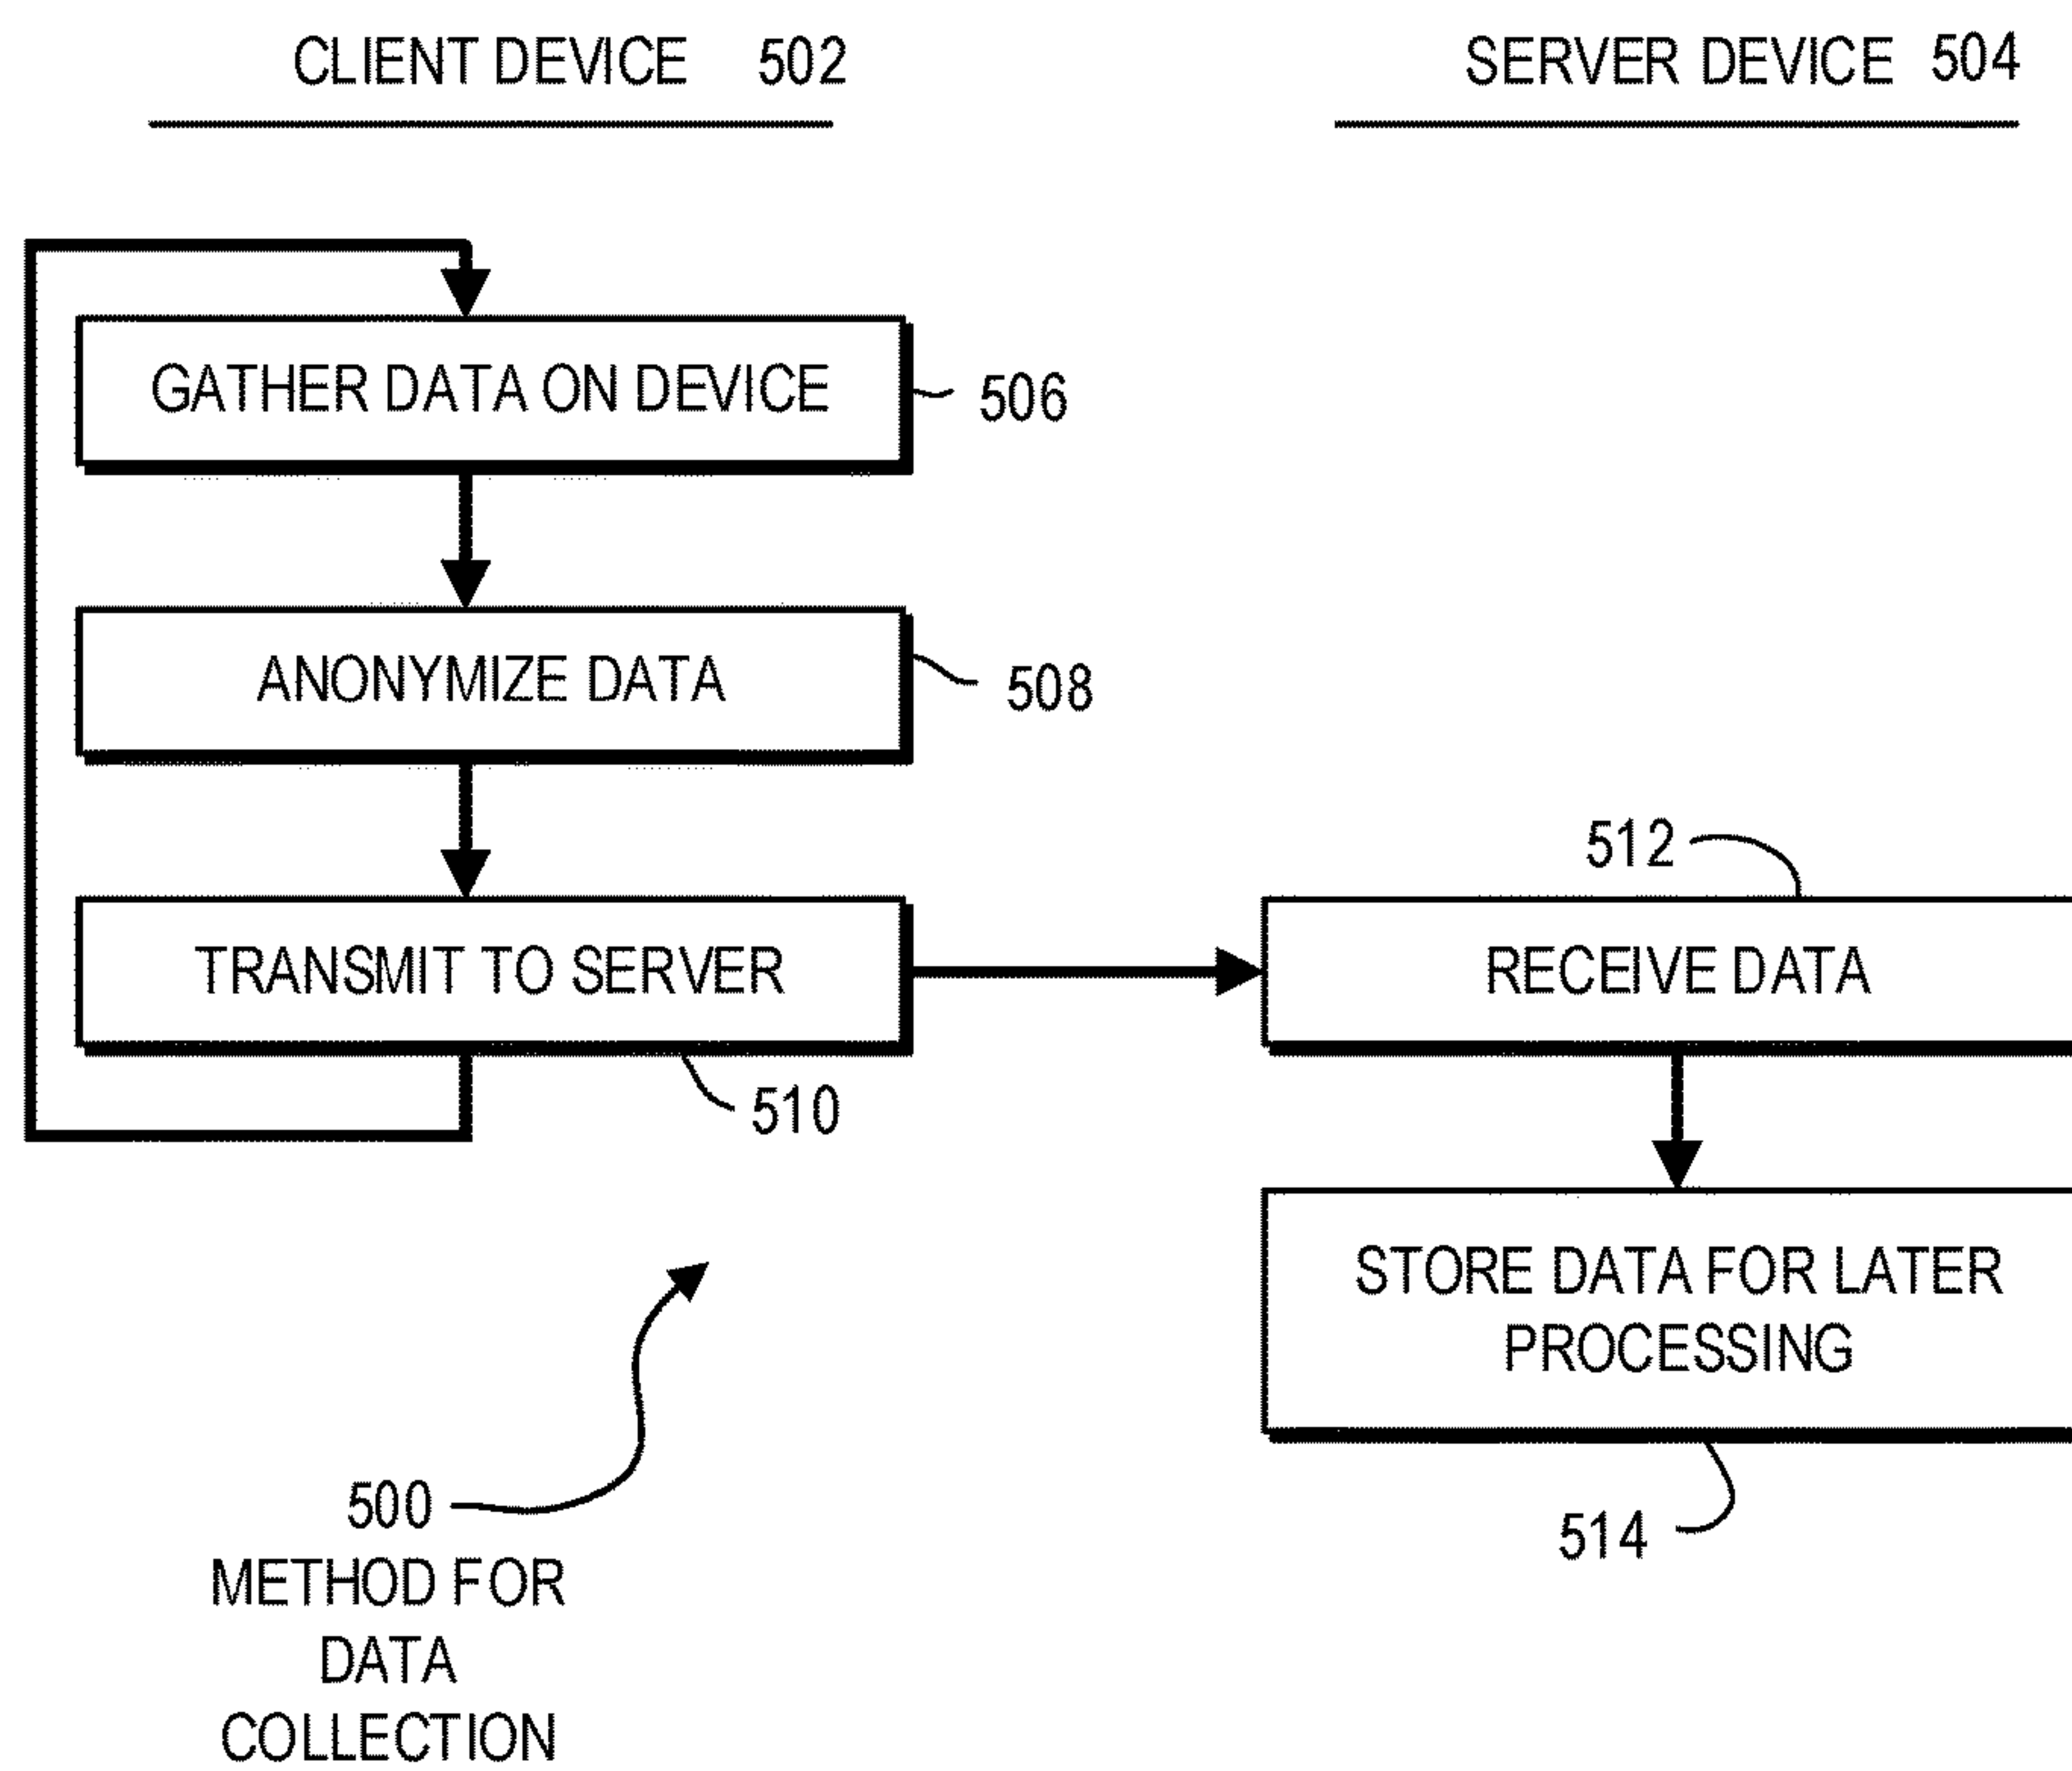 CLIENT DEVICE 502
SERVER DEVICE 504
GATHER DATA ON DEVICE
506
ANONYMIZE DATA
508
512
TRANSMIT TO SERVER
RECEIVE DATA
510
STORE DATA FOR LATER
PROCESSING
500
METHOD FOR
DATA
COLLECTION
514